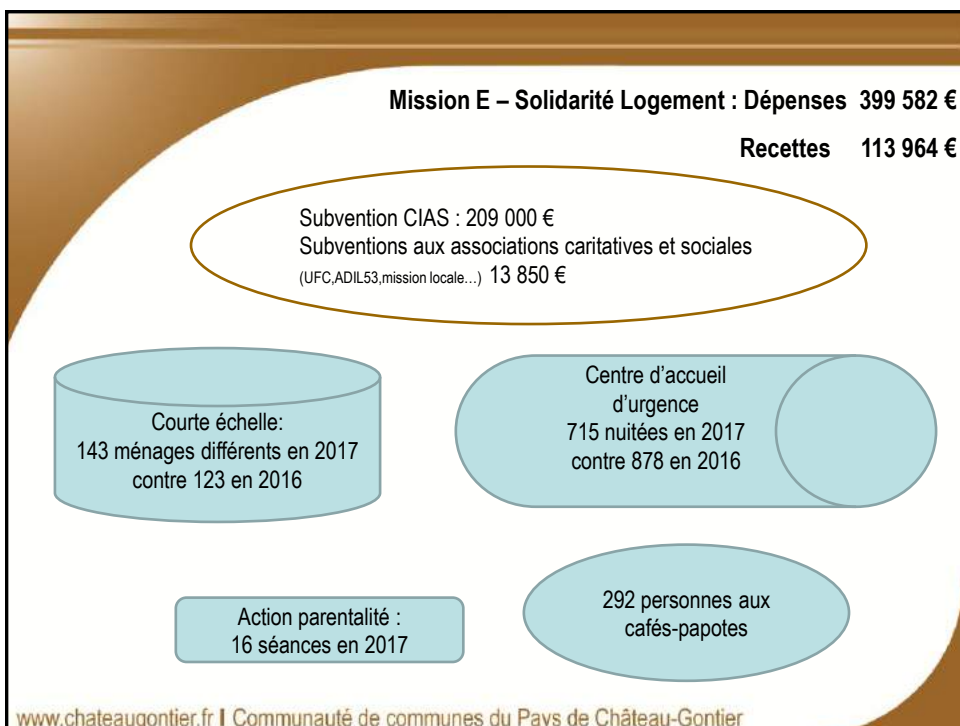 Mission E – Solidarité Logement : Dépenses 399 582 €
Recettes 113 964 €
Subvention CIAS : 209 000 €
Subventions aux associations caritatives et sociales
(UFC,ADIL53,mission locale…) 13 850 €
Courte échelle:
143 ménages différents en 2017
contre 123 en 2016
Centre d’accueil
d’urgence
715 nuitées en 2017
contre 878 en 2016
Action parentalité :
16 séances en 2017
292 personnes aux
cafés-papotes
www.chateaugontier.fr I Communauté de communes du Pays de Château-Gontier